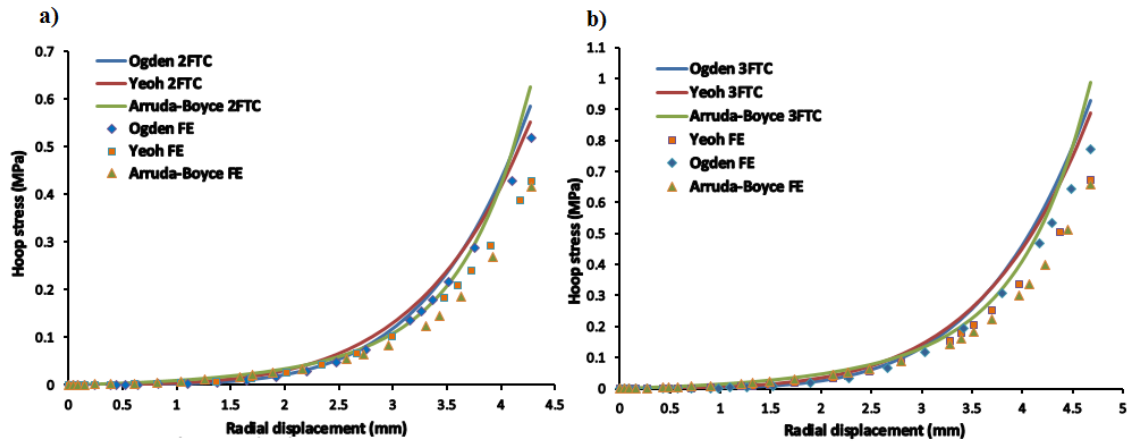 a)
0.7
0.6
0.5
0.4
0.3
0.2
0.1
0
Hoop stress (MPa)
Ogden 2FTC
Yeoh 2FTC
Arruda-Boyce 2FTC
Ogden FE
Yeoh FE
Arruda-Boyce FE
0 0.5 1 1.5 2 2.5 3 3.5 4 4.5
Radial displacement (mm)
b)
1.1
1
0.9
0.8
0.7
0.6
0.5
0.4
0.3
0.2
0.1
0
Hoop stress (MPa)
Ogden 3FTC
Yeoh 3FTC
Arruda-Boyce 3FTC
Yeoh FE
Ogden FE
Arruda-Boyce FE
0 0.5 1 1.5 2 2.5 3 3.5 4 4.5 5
Radial displacement (mm)